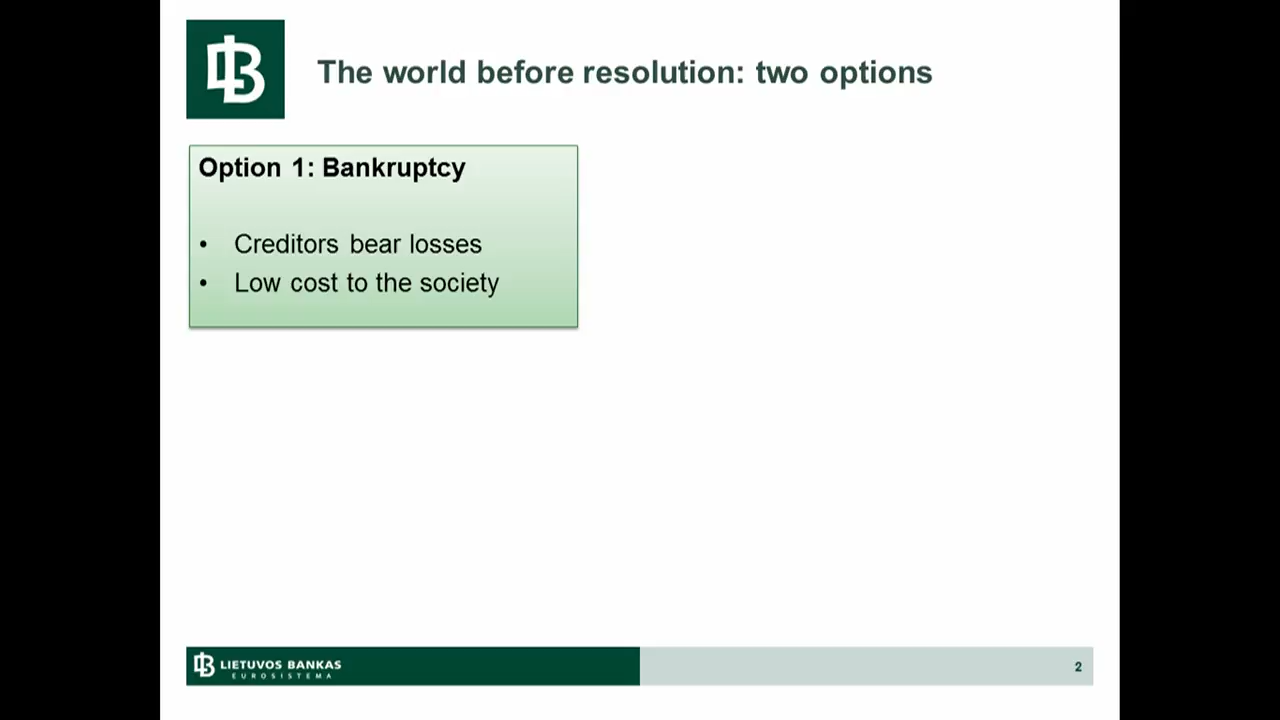 The world before resolution: two options
Option 1: Bankruptcy
• Creditors bear losses
• Low cost to the society
LIETUVOS BANKAS
EUROSISTEMA
2